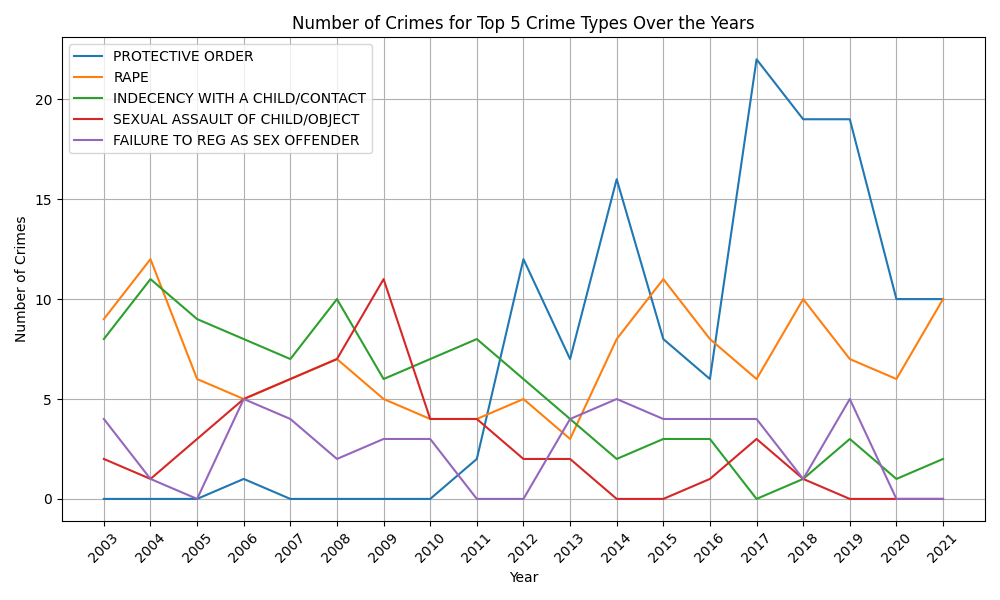 Number of Crimes for Top 5 Crime Types Over the Years
PROTECTIVE ORDER
RAPE
INDECENCY WITH A CHILD/CONTACT
SEXUAL ASSAULT OF CHILD/OBJECT
FAILURE TO REG AS SEX OFFENDER
Number of Crimes
20
15
10
5
0
2003 2004 2005 2006 2007 2008 2009 2010 2011 2012 2013 2014 2015 2016 2017 2018 2019 2020 2021
Year